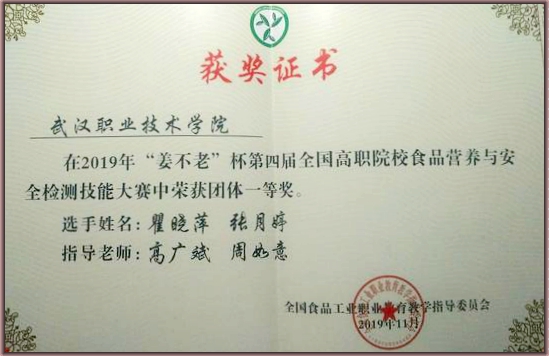 获奖证书
武汉职业技术学院
在2019年“姜不老”杯第四届全国高职院校食品营养与安
全检测技能大赛中荣获团体一等奖。
选手姓名：瞿晓萍 张月婷
指导老师：高广斌 周如意
全国食品工业职业教育教学指导委员会
2019年11月